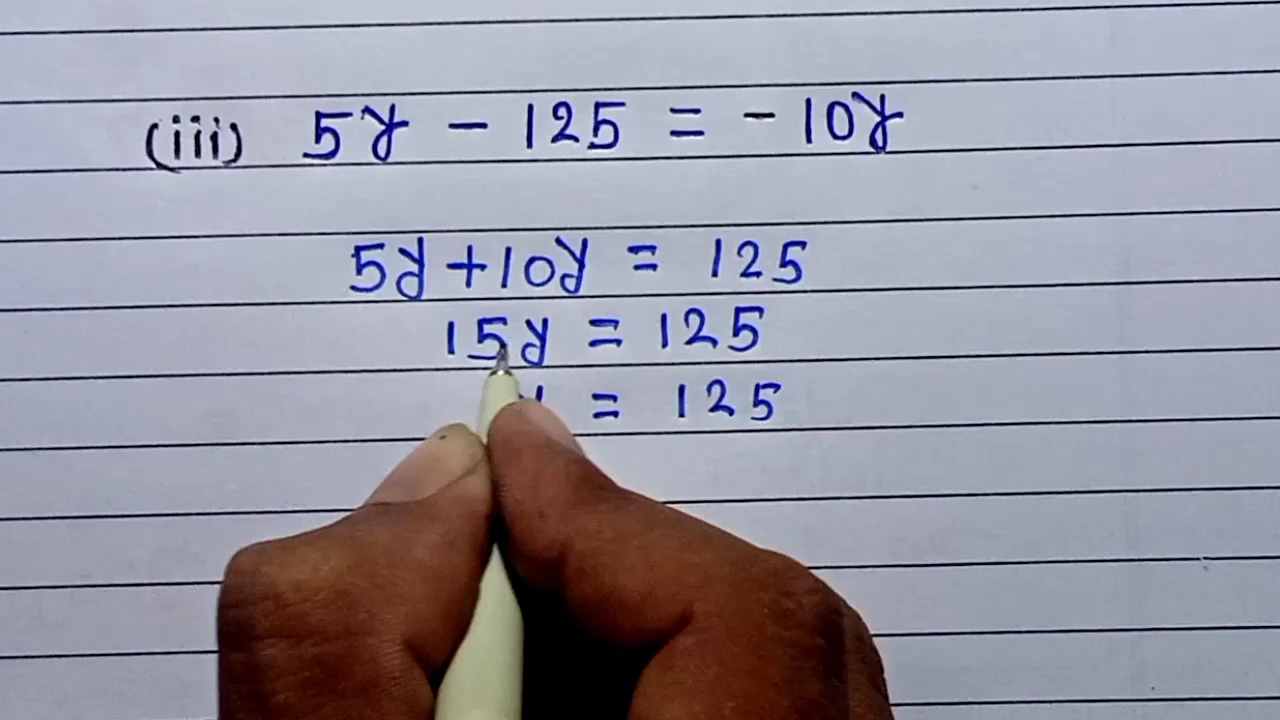 (iii) 5y - 125 = - 10y
5y + 10y = 125
15y = 125
= 125